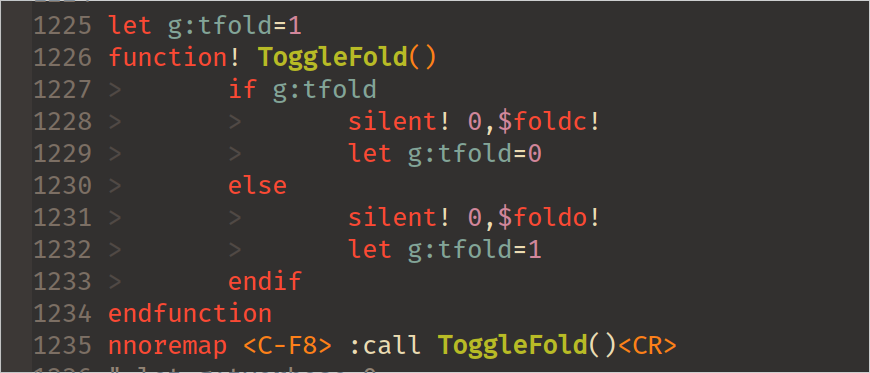 1225 let g:tfold=1
1226 function! ToggleFold()
1227 > if g:tfold
1228 > > silent! 0,$foldc!
1229 > > let g:tfold=0
1230 > else
1231 > > silent! 0,$foldo!
1232 > > let g:tfold=1
1233 > endif
1234 endfunction
1235 nnoremap <C-F8> :call ToggleFold()<CR>